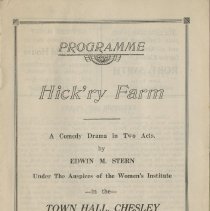 PROGRAMME
Hick'ry Farm
A Comedy Drama in Two Acts.
by
EDWIN M. STERN
Under The Auspices of the Women's Institute
—in the—
TOWN HALL, CHESLEY